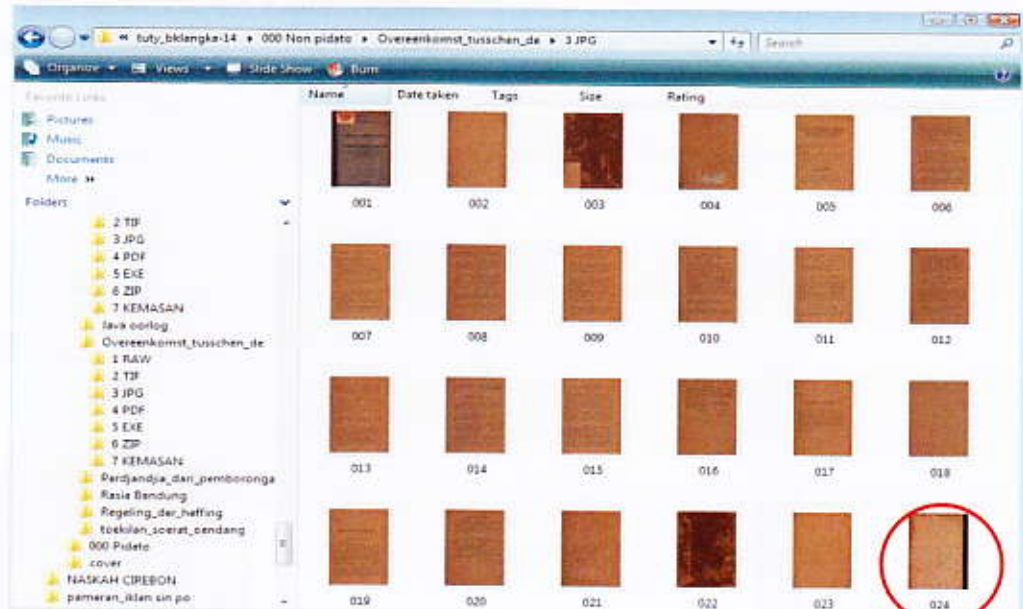 « tuty_bklangka-14 ▸ 000 Non pidato ▸ Overeenkomst_tusschen_de ▸ 3 JPG
Search
Organize
Views
Slide Show
Burn
Favorite Links
Pictures
Music
Documents
More »
Folders
2 TIF
3 JPG
4 PDF
5 EXE
6 ZIP
7 KEMASAN
Java oorlog
Overeenkomst_tusschen_de
1 RAW
2 TIF
3 JPG
4 PDF
5 EXE
6 ZIP
7 KEMASAN
Perdjandjia_dari_pemboronga
Rasia Bandung
Regeling_der_heffing
toekilan_soerat_oendang
000 Pidato
cover
NASKAH CIREBON
pameran_iklan sin po
Name Date taken Tags Size Rating
001 002 003 004 005 006
007 008 009 010 011 012
013 014 015 016 017 018
019 020 021 022 023 024